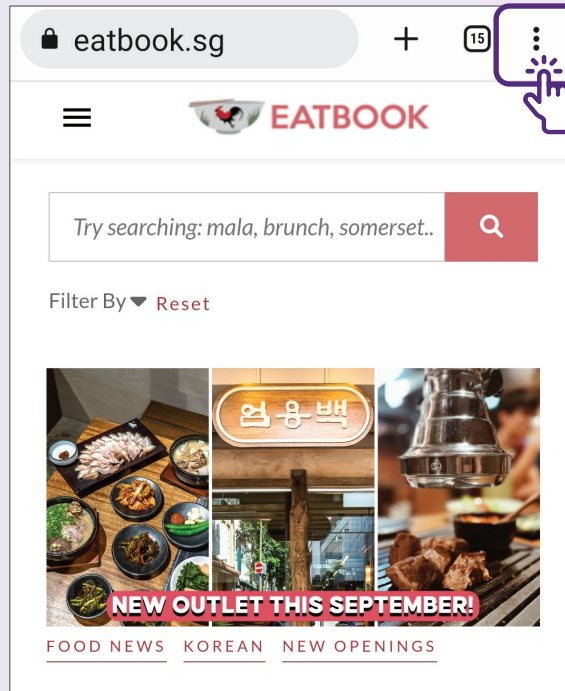 eatbook.sg
15
EATBOOK
Try searching: mala, brunch, somerset..
Filter By Reset
엄용백
NEW OUTLET THIS SEPTEMBER!
FOOD NEWS KOREAN NEW OPENINGS